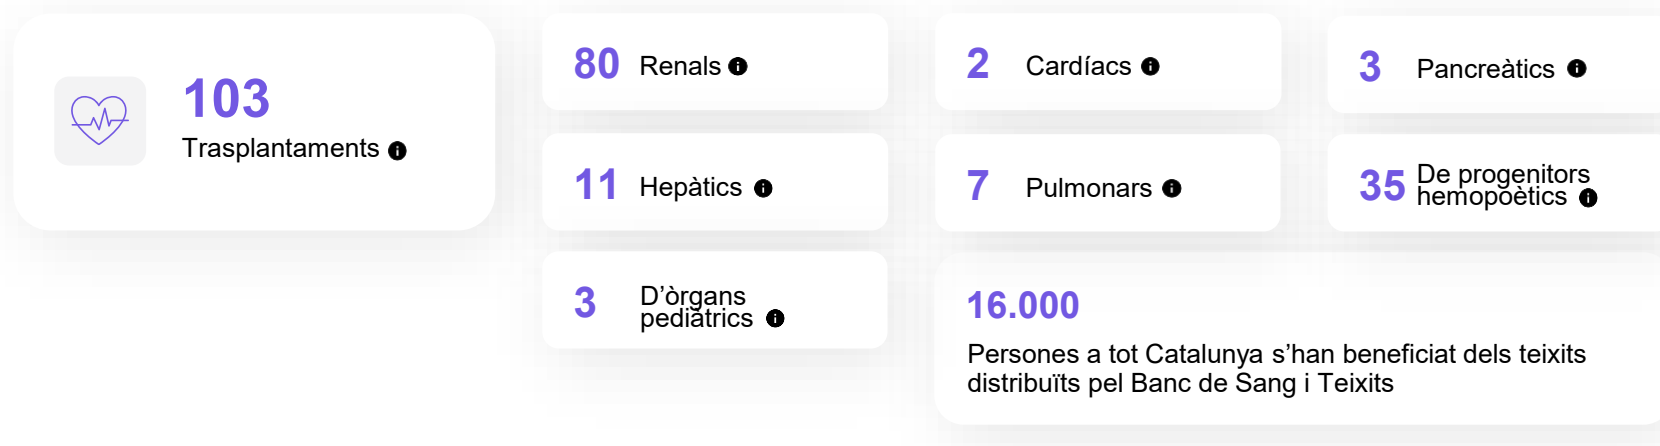 103
Trasplantaments
80 Renals
2 Cardíacs
3 Pancreàtics
11 Hepàtics
7 Pulmonars
35 De progenitors
hemopoètics
3 D’òrgans
pediàtrics
16.000
Persones a tot Catalunya s’han beneficiat dels teixits
distribuïts pel Banc de Sang i Teixits